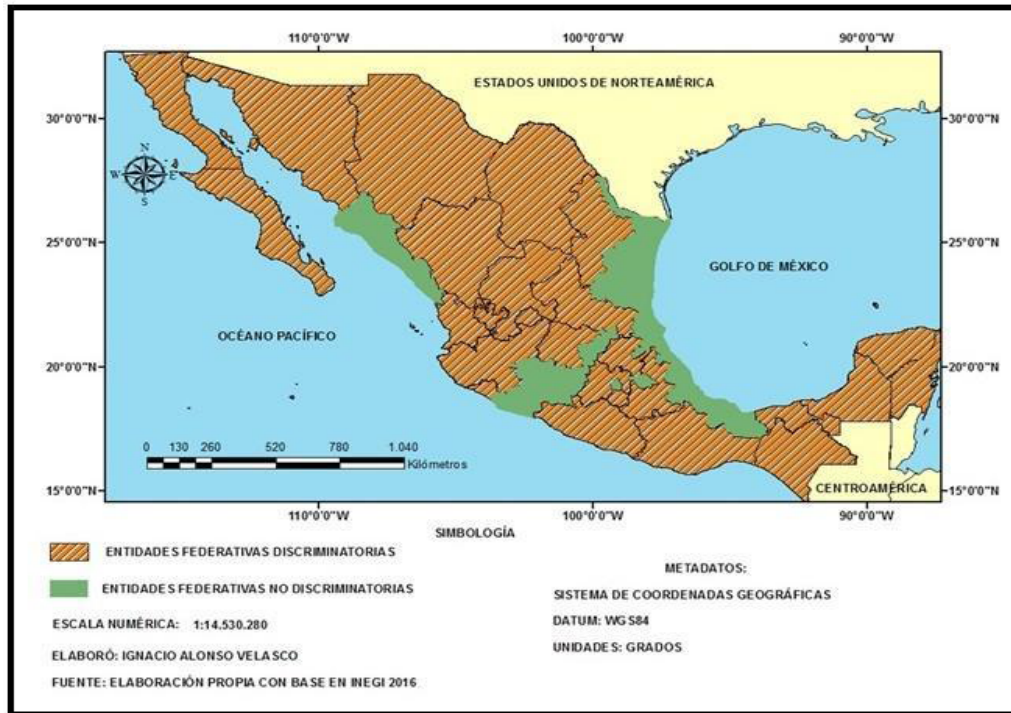 110°0'0"W 100°0'0"W 90°0'0"W
ESTADOS UNIDOS DE NORTEAMÉRICA
30°0'0"N 30°0'0"N
N
W E
S
25°0'0"N 25°0'0"N
GOLFO DE MÉXICO
OCÉANO PACÍFICO
20°0'0"N 20°0'0"N
0 130 260 520 780 1.040
Kilómetros
15°0'0"N 15°0'0"N
CENTROAMÉRICA
110°0'0"W 100°0'0"W 90°0'0"W
SIMBOLOGÍA
ENTIDADES FEDERATIVAS DISCRIMINATORIAS
ENTIDADES FEDERATIVAS NO DISCRIMINATORIAS
ESCALA NUMÉRICA: 1:14.530.280
ELABORÓ: IGNACIO ALONSO VELASCO
FUENTE: ELABORACIÓN PROPIA CON BASE EN INEGI 2016
METADATOS:
SISTEMA DE COORDENADAS GEOGRÁFICAS
DATUM: WGS84
UNIDADES: GRADOS